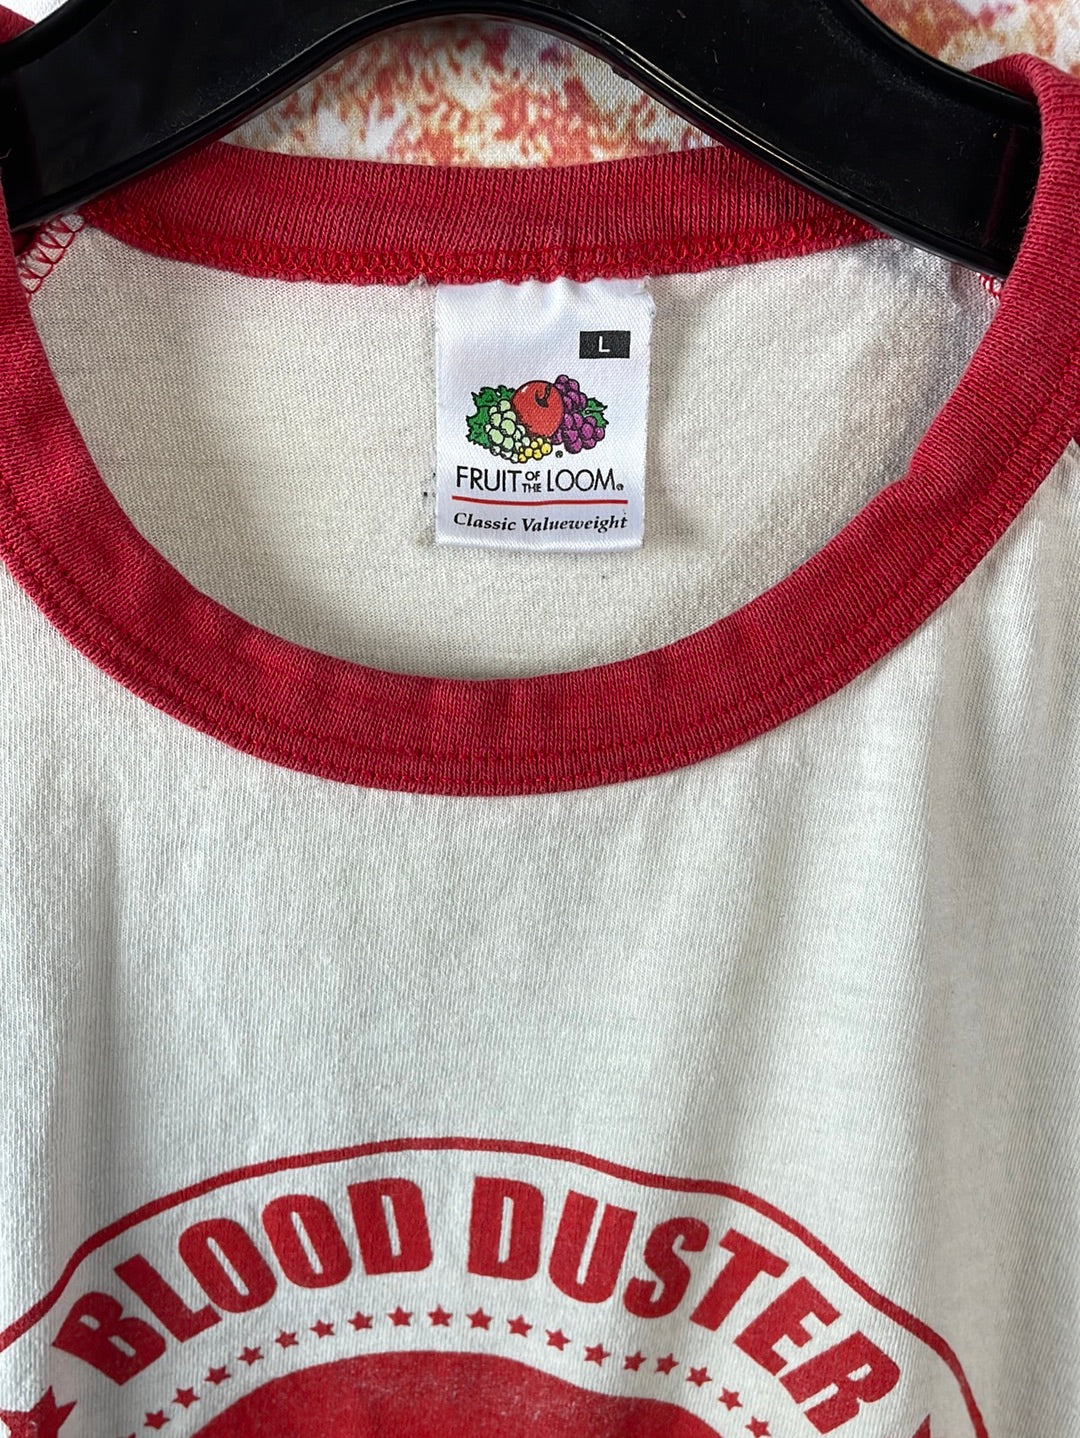 L
FRUIT OF THE LOOM®
Classic Valueweight
BLOOD DUSTER